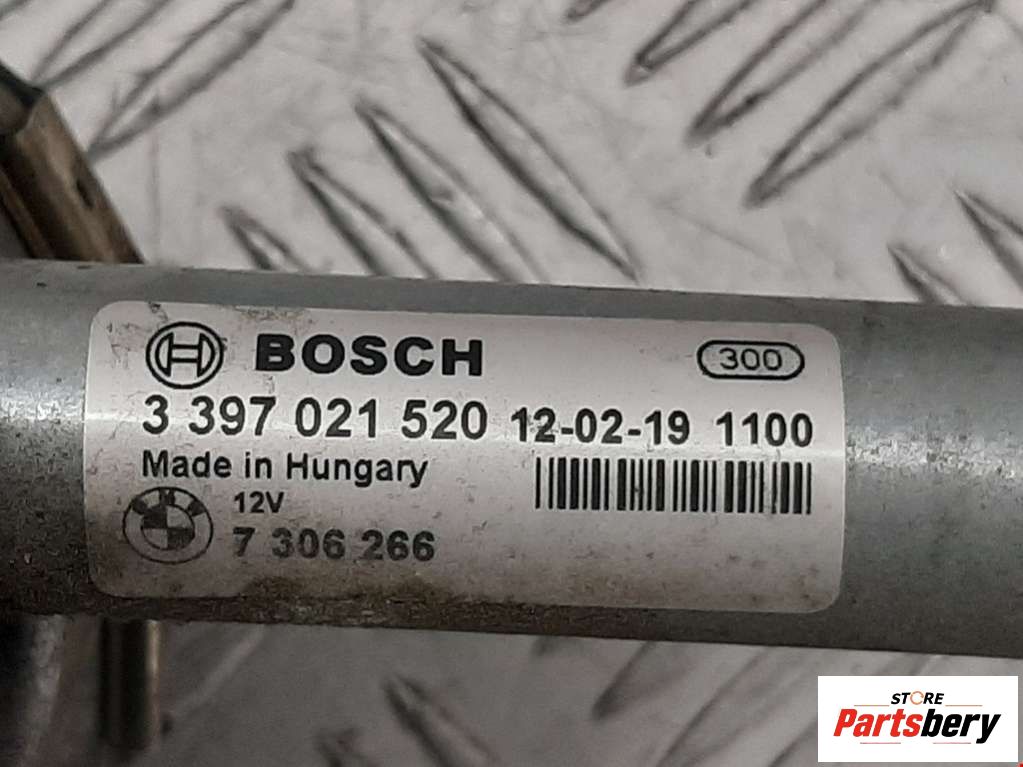 BOSCH 300
3 397 021 520 12-02-19 1100
Made in Hungary
12V
7 306 266
STORE
Partsbery